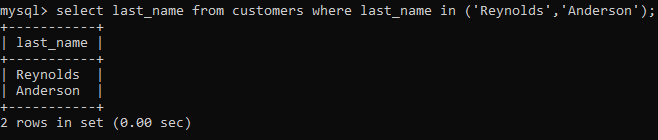 mysql> select last_name from customers where last_name in ('Reynolds','Anderson');
+-----------+
| last_name |
+-----------+
| Reynolds  |
| Anderson  |
+-----------+
2 rows in set (0.00 sec)